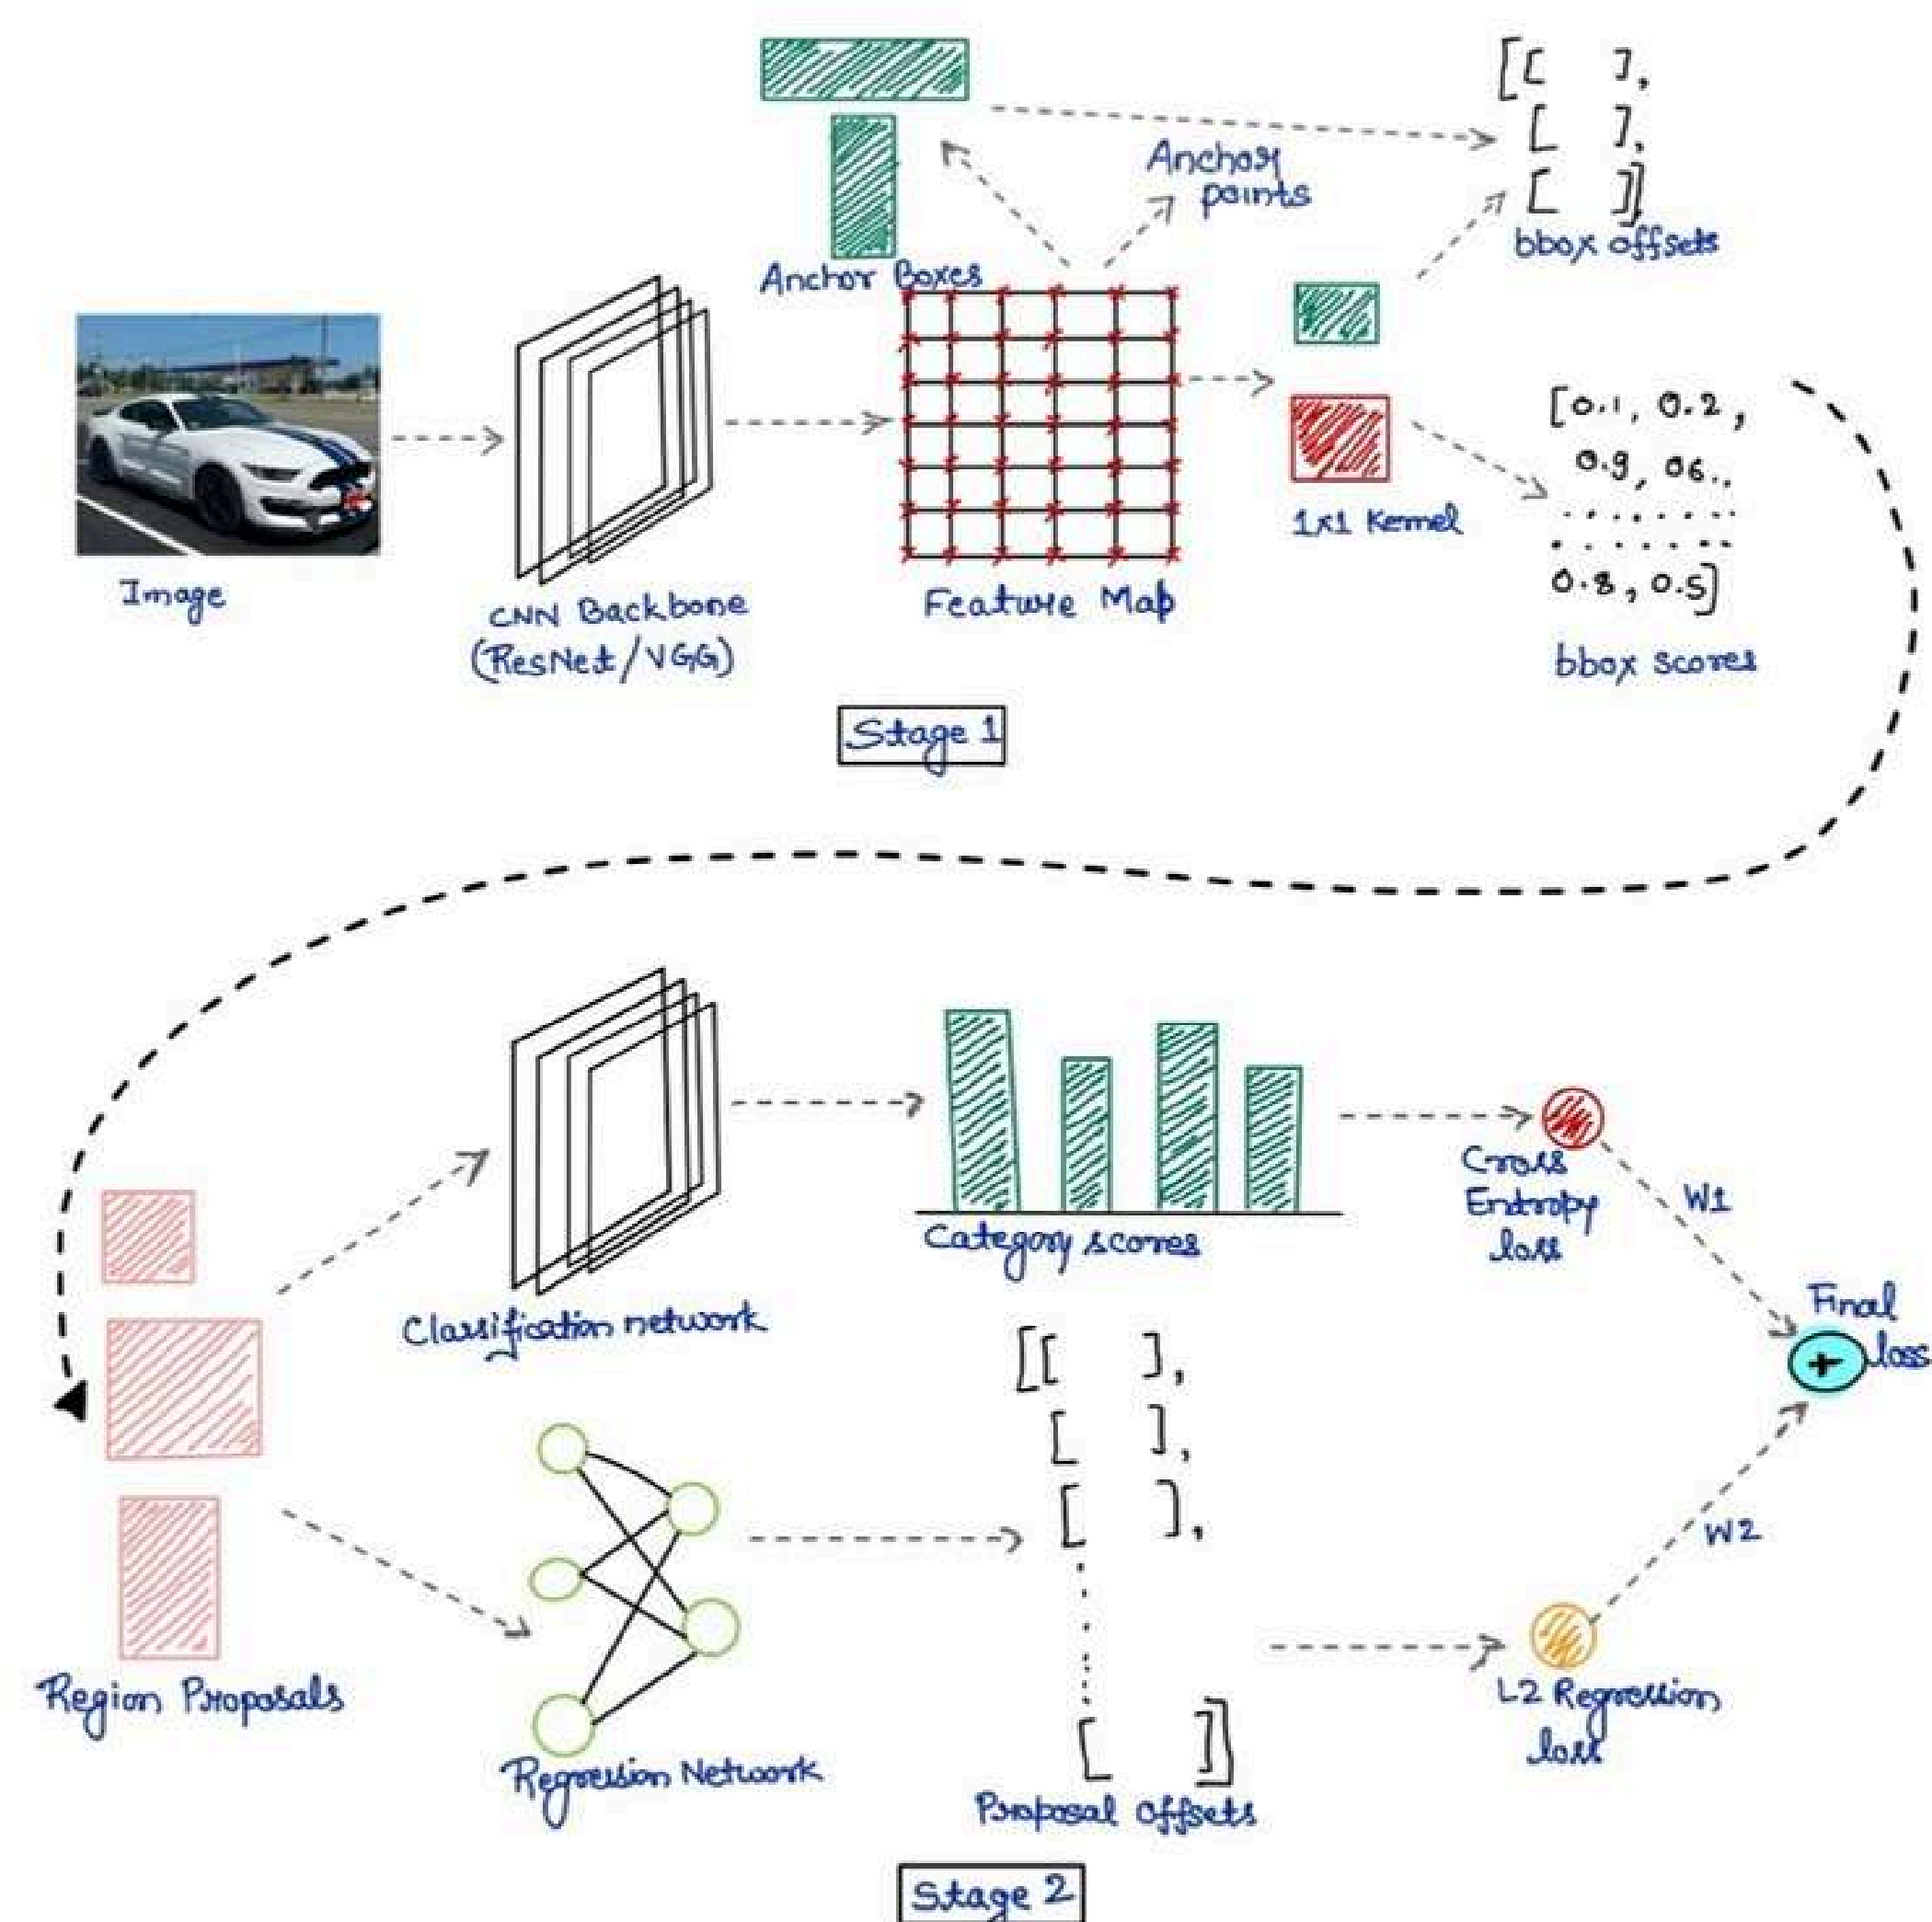 [[ ],
[ ],
[ ]]
bbox offsets
Anchor
points
Anchor Boxes
[0.1, 0.2,
0.9, 06..
.......
.......
0.8, 0.5]
bbox scores
1x1 Kernel
Image
CNN Backbone
(ResNet/VGG)
Feature Map
Stage 1
Category scores
Cross
Entropy
loss
W1
Classification network
Final
loss
+
[[ ],
[ ],
[ ],
[ ]]
W2
Region Proposals
Regression Network
Proposal offsets
L2 Regression
loss
Stage 2